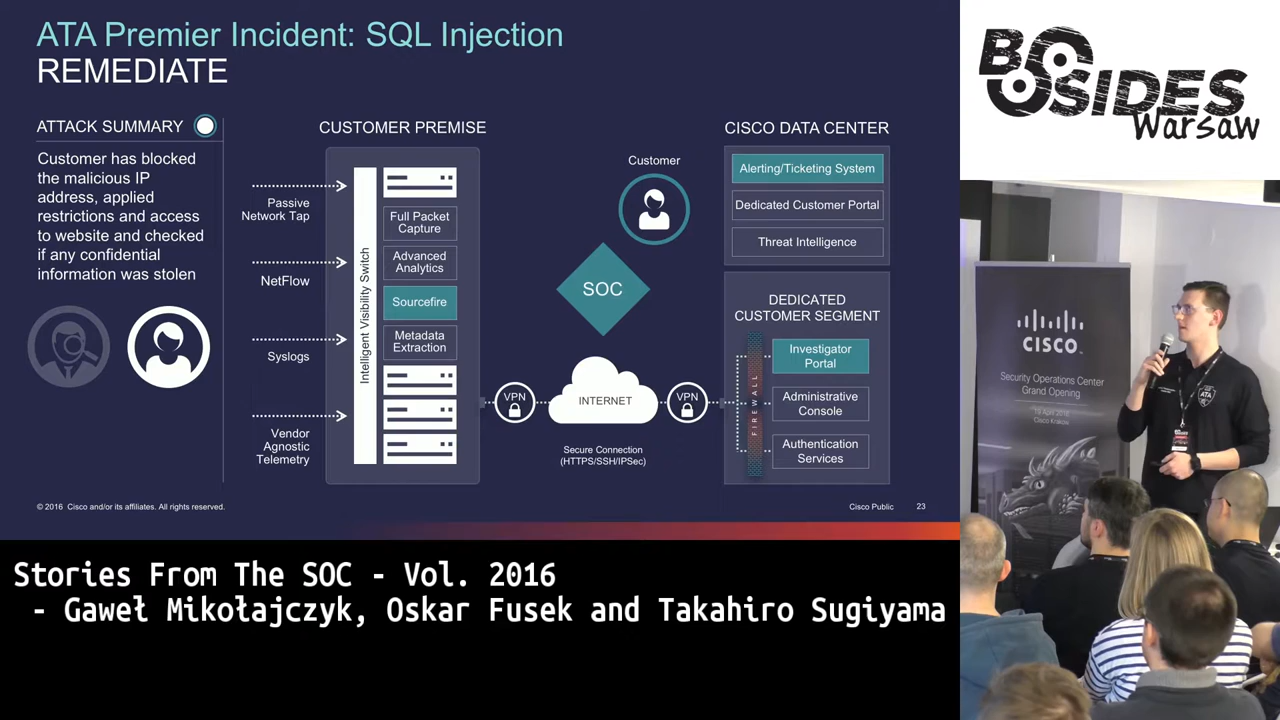 ATA Premier Incident: SQL Injection
REMEDIATE
ATTACK SUMMARY
Customer has blocked
the malicious IP
address, applied
restrictions and access
to website and checked
if any confidential
information was stolen
Passive
Network Tap
NetFlow
Syslogs
Vendor
Agnostic
Telemetry
CUSTOMER PREMISE
Intelligent Visibility Switch
Full Packet
Capture
Advanced
Analytics
Sourcefire
Metadata
Extraction
Customer
SOC
VPN
INTERNET
VPN
Secure Connection
(HTTPS/SSH/IPSec)
CISCO DATA CENTER
Alerting/Ticketing System
Dedicated Customer Portal
Threat Intelligence
DEDICATED
CUSTOMER SEGMENT
FIREWALL
Investigator
Portal
Administrative
Console
Authentication
Services
© 2016 Cisco and/or its affiliates. All rights reserved.
Cisco Public 23
BSIDES
Warsaw
CISCO
Security Operations Center
Grand Opening
Cisco Krakow
ATA
Stories From The SOC - Vol. 2016
- Gaweł Mikołajczyk, Oskar Fusek and Takahiro Sugiyama